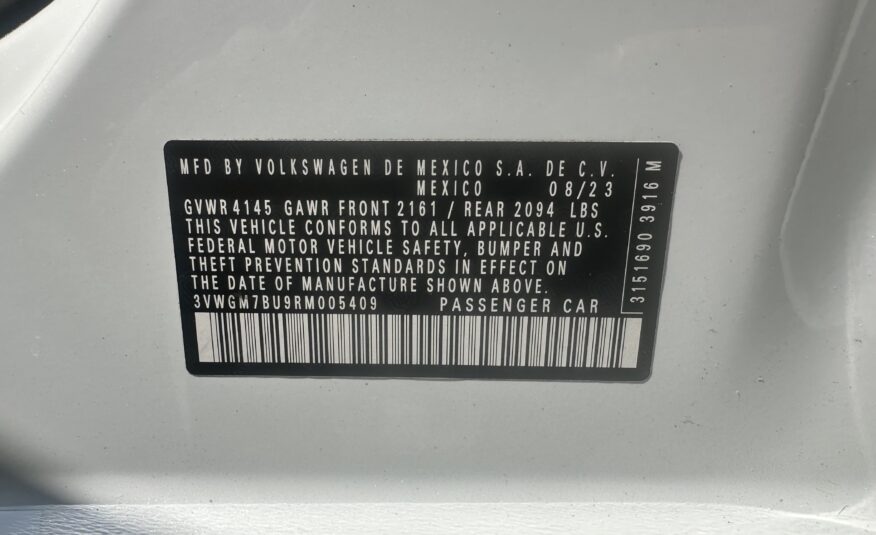 MFD BY VOLKSWAGEN DE MEXICO S.A. DE C.V.
MEXICO 08/23
GVWR 4145 GAWR FRONT 2161 / REAR 2094 LBS
THIS VEHICLE CONFORMS TO ALL APPLICABLE U.S.
FEDERAL MOTOR VEHICLE SAFETY, BUMPER AND
THEFT PREVENTION STANDARDS IN EFFECT ON
THE DATE OF MANUFACTURE SHOWN ABOVE.
3VWGM7BU9RM005409 PASSENGER CAR
3151690 3916 M